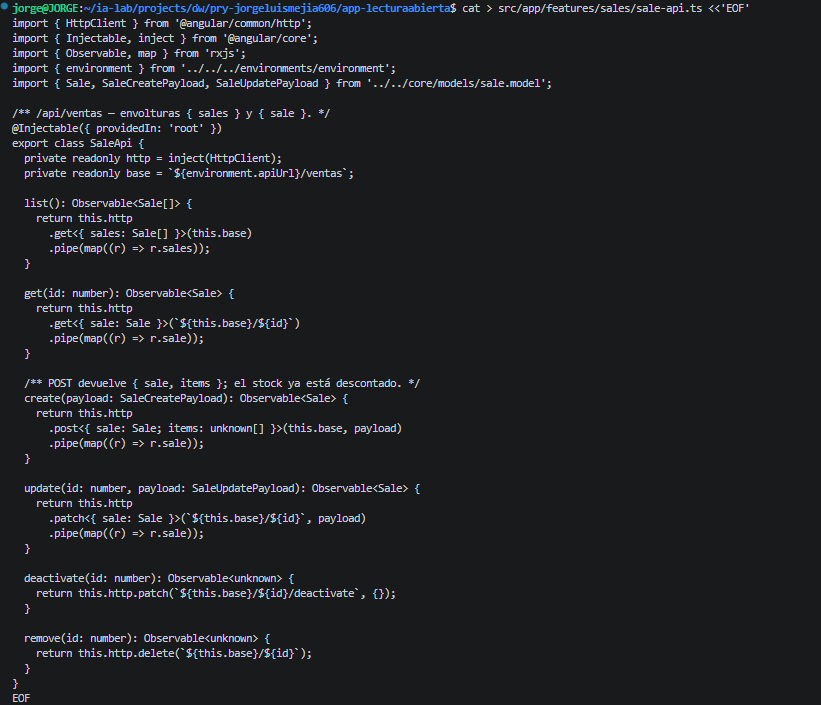 jorge@JORGE:~/ia-lab/projects/dw/pry-jorgeluismejia606/app-lecturaabierta$ cat > src/app/features/sales/sale-api.ts <<'EOF'
import { HttpClient } from '@angular/common/http';
import { Injectable, inject } from '@angular/core';
import { Observable, map } from 'rxjs';
import { environment } from '../../../environments/environment';
import { Sale, SaleCreatePayload, SaleUpdatePayload } from '../../core/models/sale.model';

/** /api/ventas — envolturas { sales } y { sale }. */
@Injectable({ providedIn: 'root' })
export class SaleApi {
  private readonly http = inject(HttpClient);
  private readonly base = `${environment.apiUrl}/ventas`;

  list(): Observable<Sale[]> {
    return this.http
      .get<{ sales: Sale[] }>(this.base)
      .pipe(map((r) => r.sales));
  }

  get(id: number): Observable<Sale> {
    return this.http
      .get<{ sale: Sale }>(`${this.base}/${id}`)
      .pipe(map((r) => r.sale));
  }

  /** POST devuelve { sale, items }; el stock ya está descontado. */
  create(payload: SaleCreatePayload): Observable<Sale> {
    return this.http
      .post<{ sale: Sale; items: unknown[] }>(this.base, payload)
      .pipe(map((r) => r.sale));
  }

  update(id: number, payload: SaleUpdatePayload): Observable<Sale> {
    return this.http
      .patch<{ sale: Sale }>(`${this.base}/${id}`, payload)
      .pipe(map((r) => r.sale));
  }

  deactivate(id: number): Observable<unknown> {
    return this.http.patch(`${this.base}/${id}/deactivate`, {});
  }

  remove(id: number): Observable<unknown> {
    return this.http.delete(`${this.base}/${id}`);
  }
}
EOF